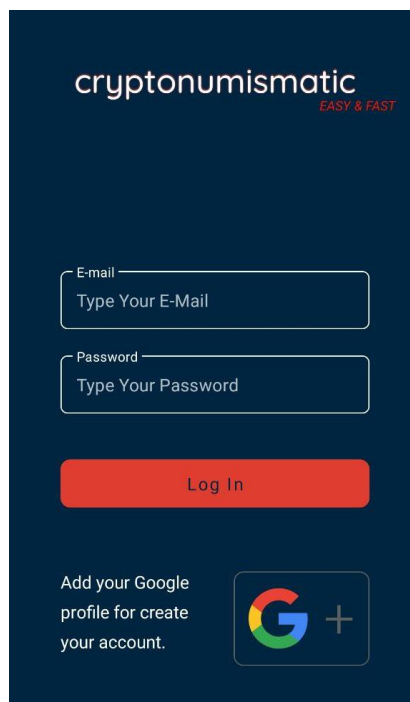 cryptonumismatic
EASY & FAST
E-mail
Type Your E-Mail
Password
Type Your Password
Log In
Add your Google
profile for create
your account.